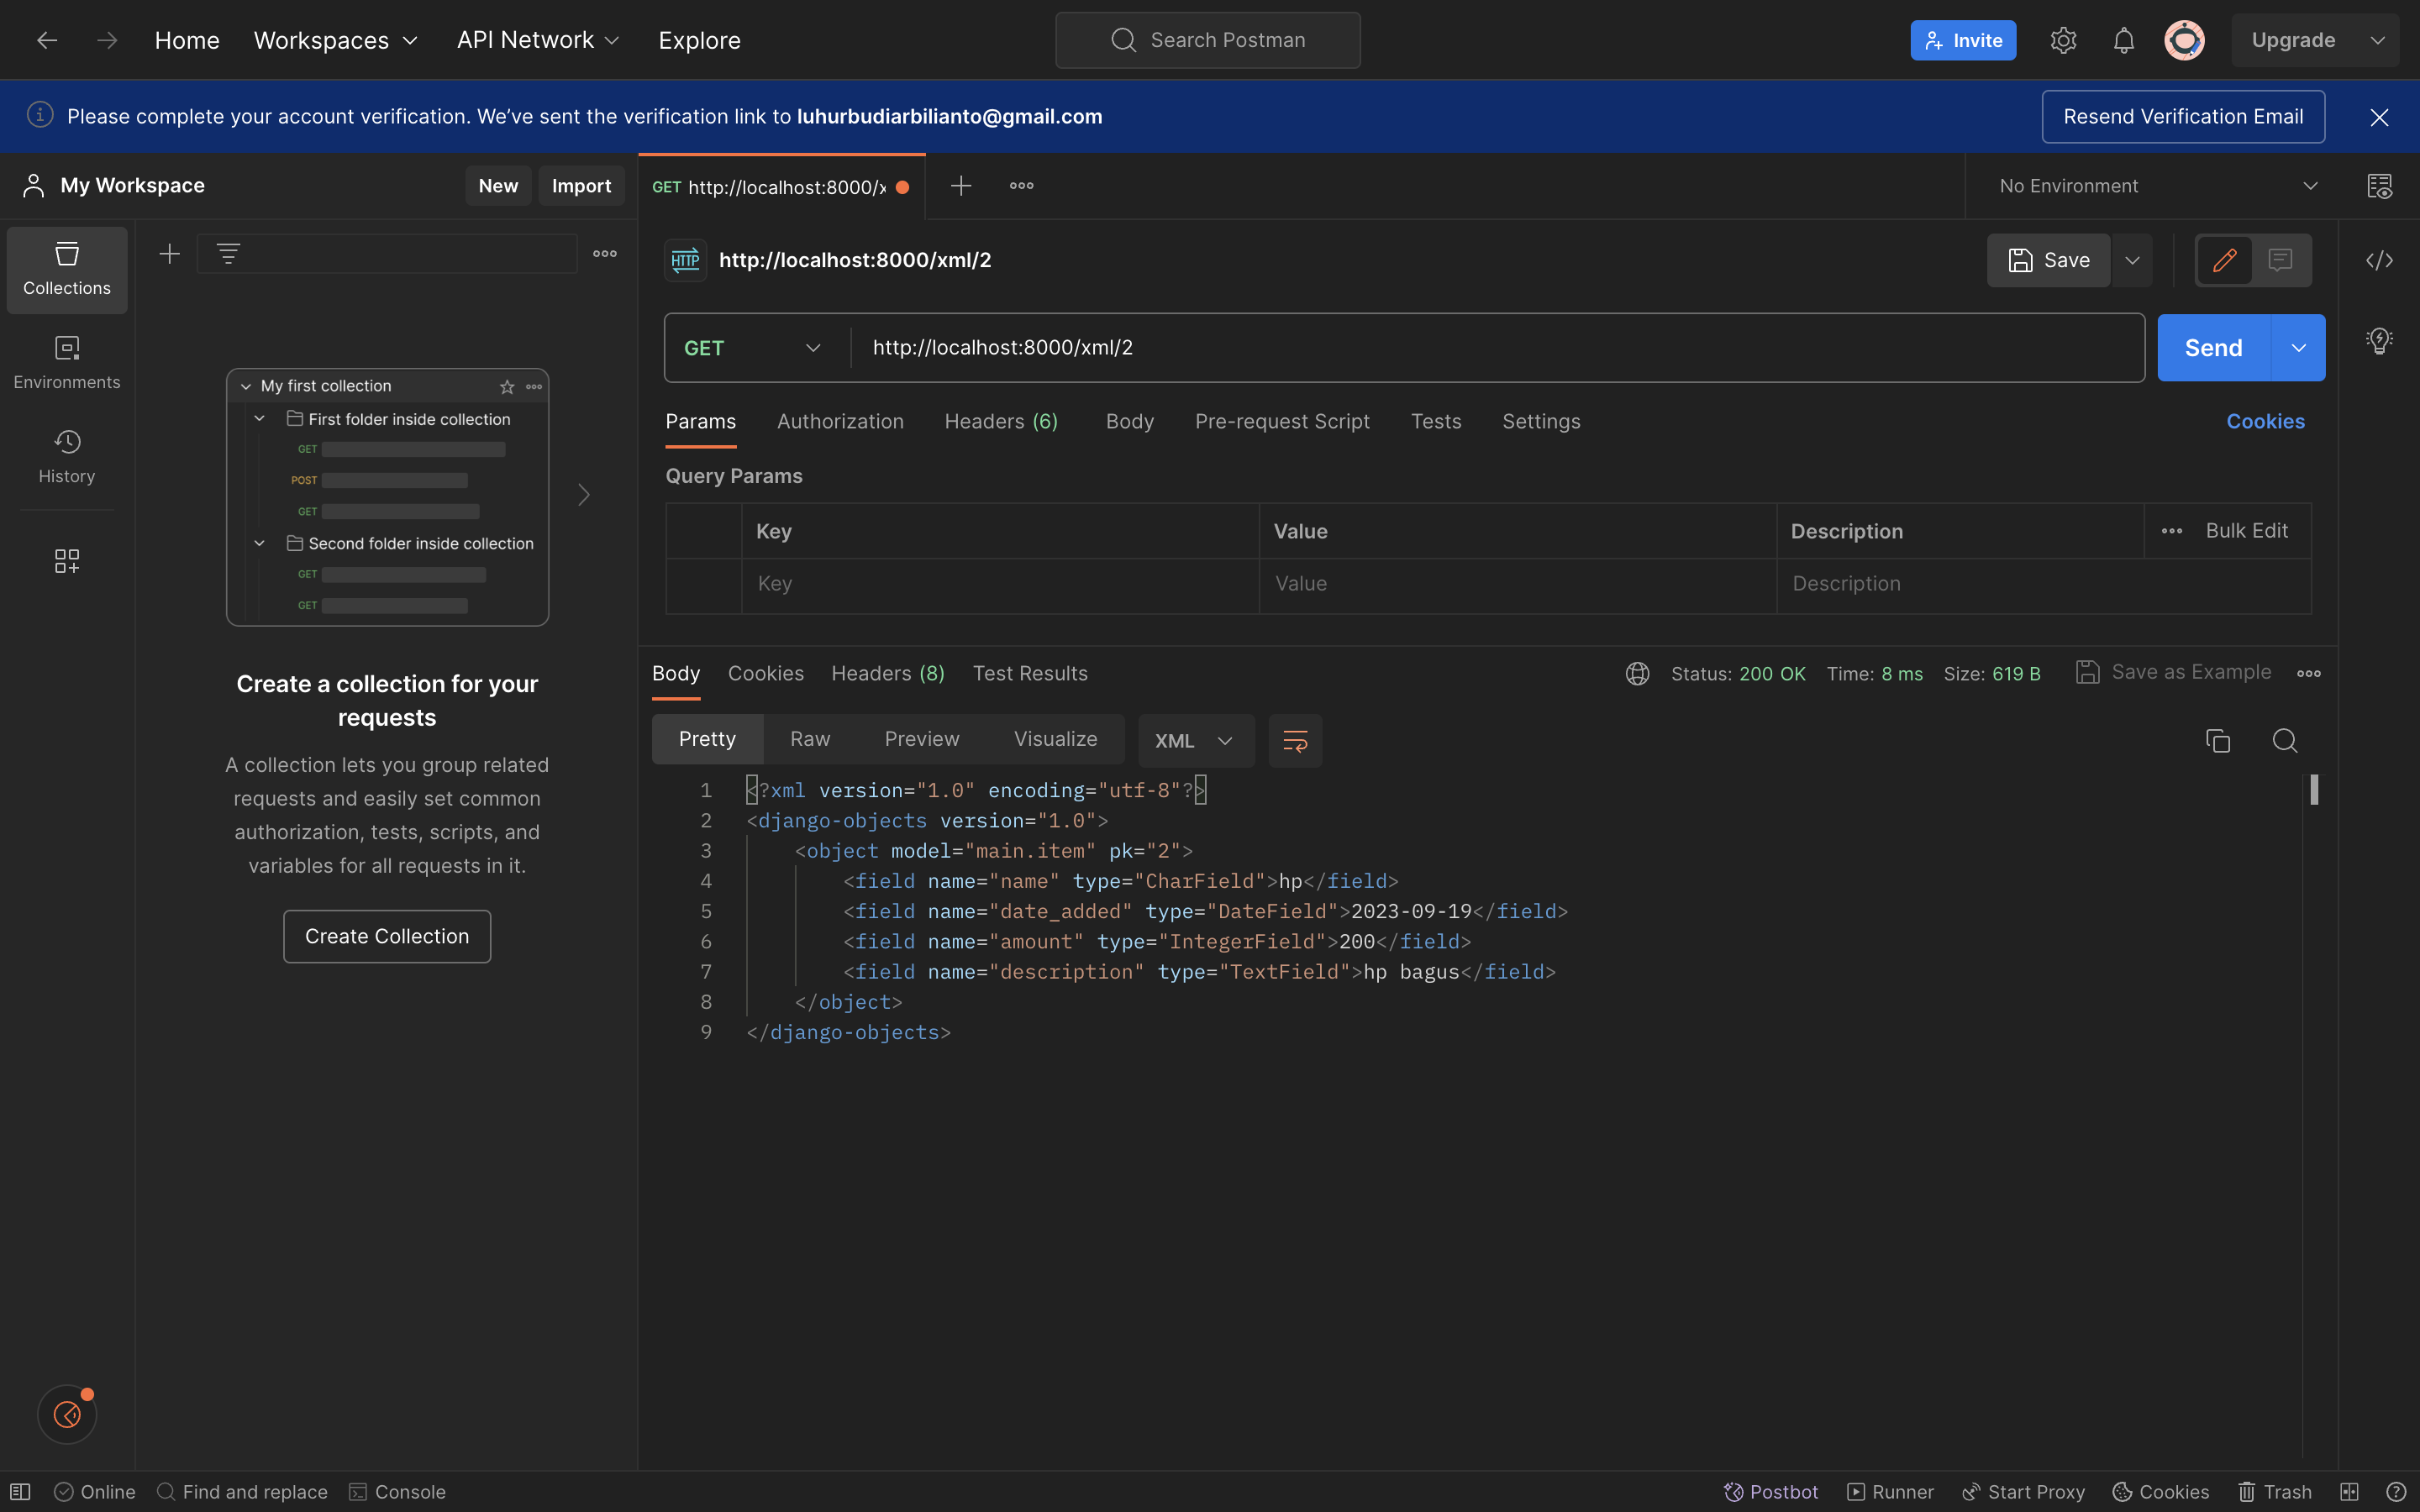 Home Workspaces API Network Explore Search Postman Invite Upgrade
Please complete your account verification. We’ve sent the verification link to luhurbudiarbilianto@gmail.com Resend Verification Email
My Workspace New Import GET http://localhost:8000/x No Environment
Collections
Environments
History
My first collection
First folder inside collection
GET
POST
GET
Second folder inside collection
GET
GET
Create a collection for your
requests
A collection lets you group related
requests and easily set common
authorization, tests, scripts, and
variables for all requests in it.
Create Collection
HTTP http://localhost:8000/xml/2 Save
GET http://localhost:8000/xml/2 Send
Params Authorization Headers (6) Body Pre-request Script Tests Settings Cookies
Query Params
Key Value Description Bulk Edit
Key Value Description
Body Cookies Headers (8) Test Results Status: 200 OK Time: 8 ms Size: 619 B Save as Example
Pretty Raw Preview Visualize XML
1 <?xml version="1.0" encoding="utf-8"?>
2 <django-objects version="1.0">
3 <object model="main.item" pk="2">
4 <field name="name" type="CharField">hp</field>
5 <field name="date_added" type="DateField">2023-09-19</field>
6 <field name="amount" type="IntegerField">200</field>
7 <field name="description" type="TextField">hp bagus</field>
8 </object>
9 </django-objects>
Online Find and replace Console Postbot Runner Start Proxy Cookies Trash